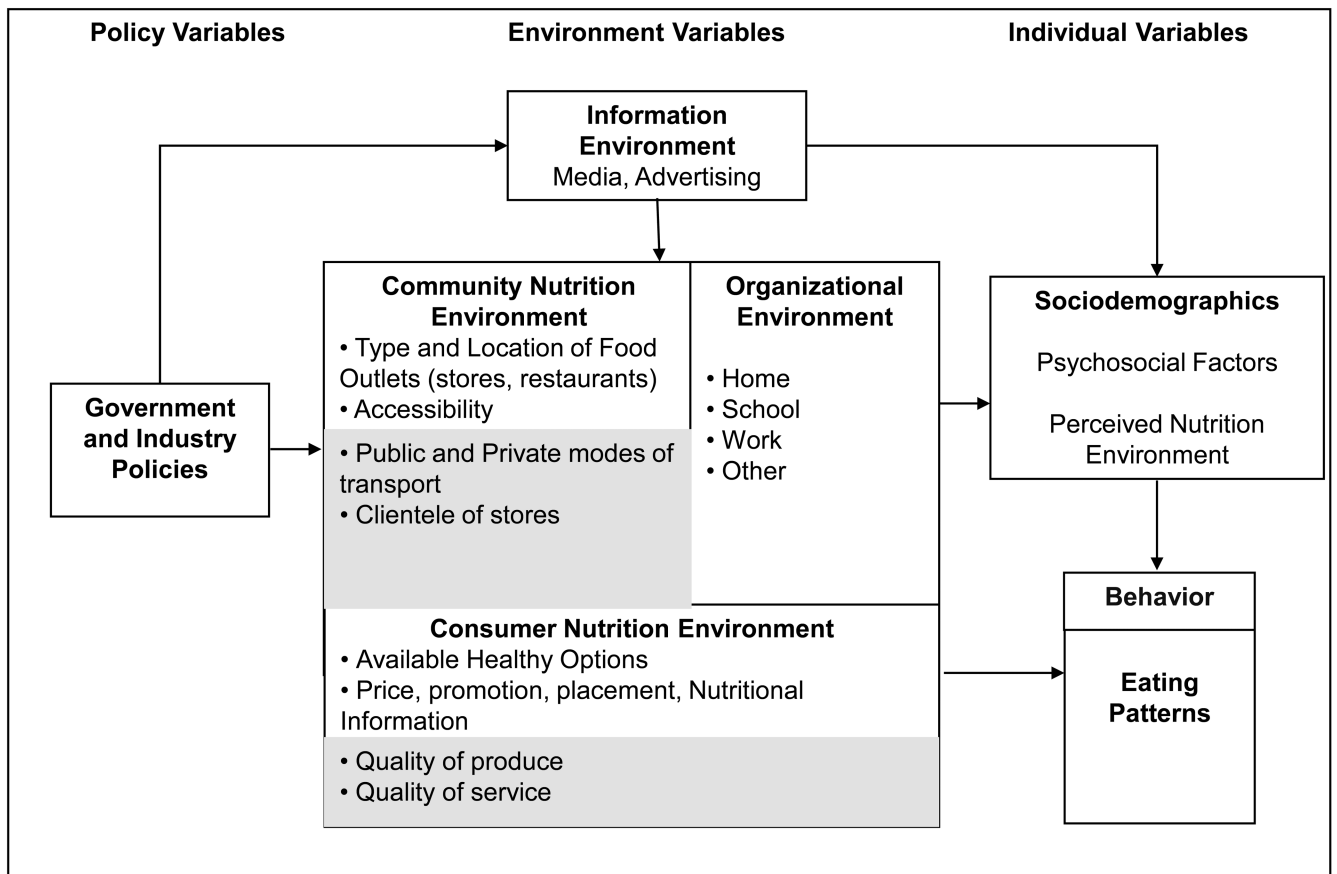 Policy Variables
Environment Variables
Individual Variables
Information
Environment
Media, Advertising
Community Nutrition
Environment
• Type and Location of Food
Outlets (stores, restaurants)
• Accessibility
• Public and Private modes of
transport
• Clientele of stores
Organizational
Environment
• Home
• School
• Work
• Other
Government
and Industry
Policies
Sociodemographics
Psychosocial Factors
Perceived Nutrition
Environment
Consumer Nutrition Environment
• Available Healthy Options
• Price, promotion, placement, Nutritional
Information
• Quality of produce
• Quality of service
Behavior
Eating
Patterns